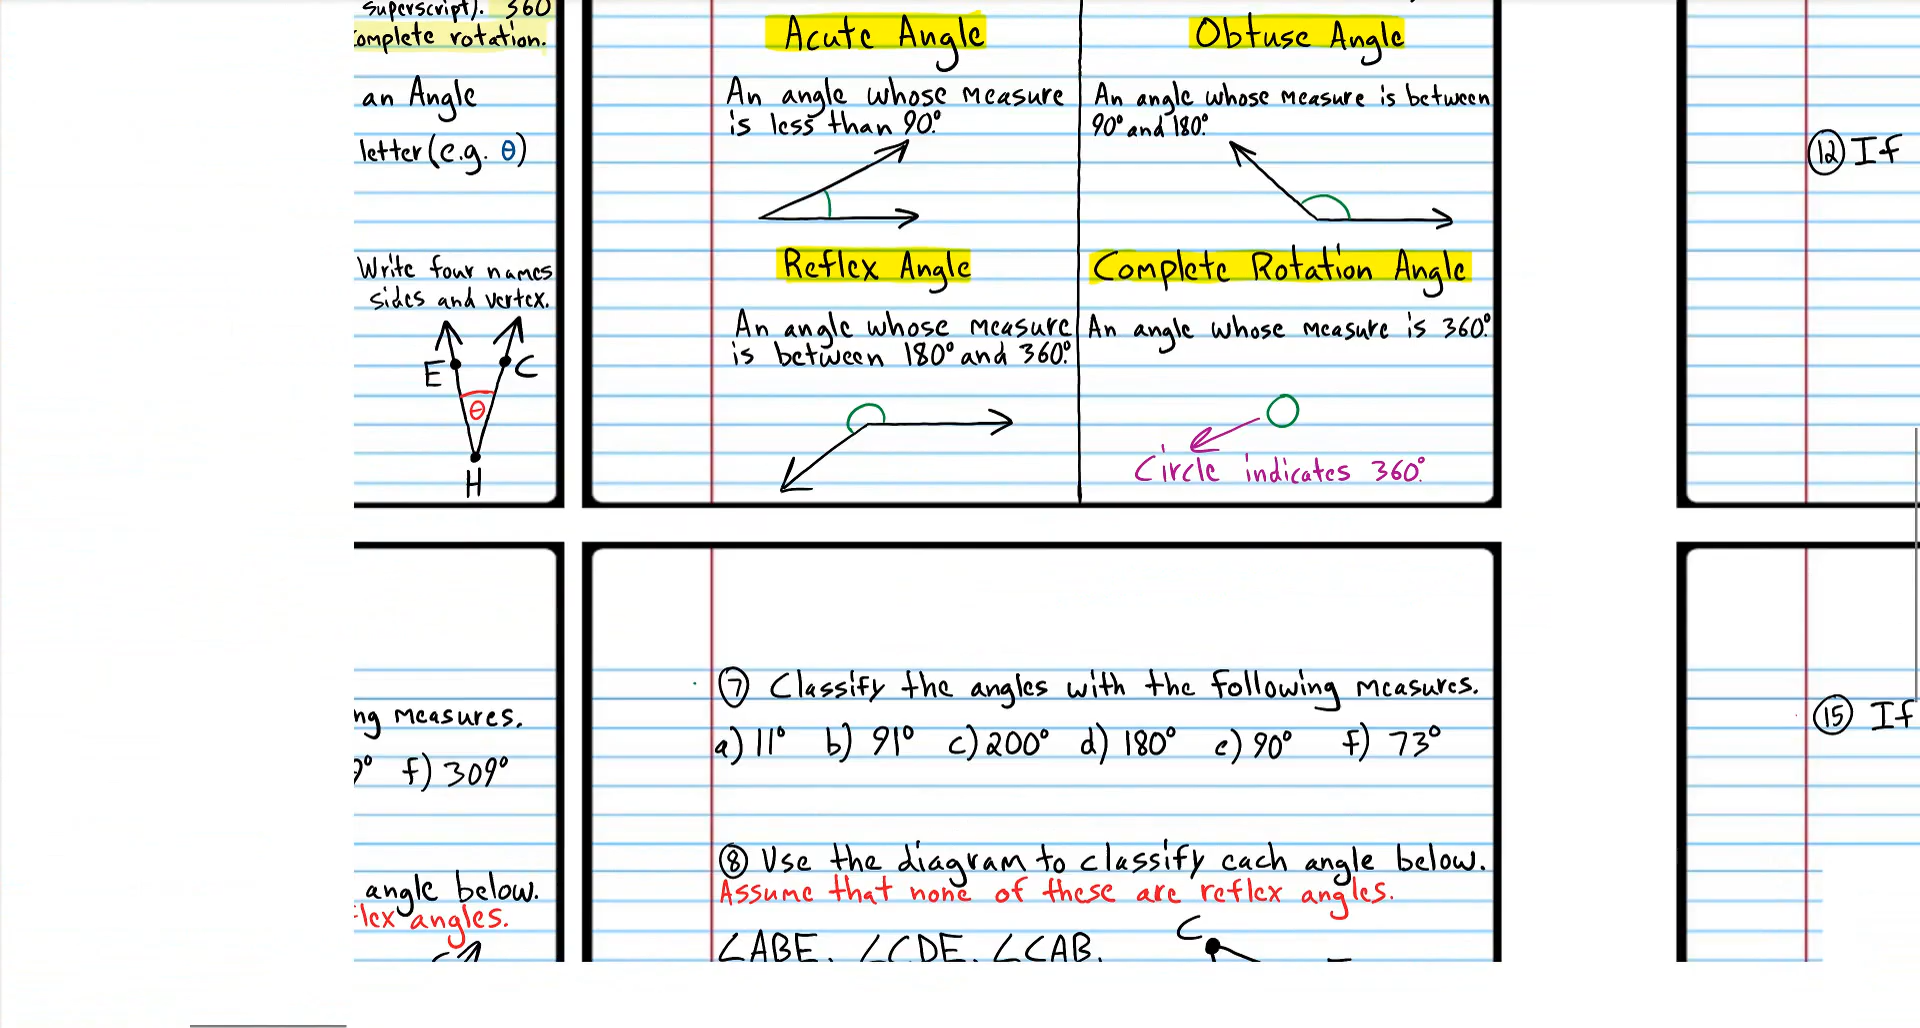 superscript). 360
complete rotation.
an Angle
letter (e.g. θ)
Write four names
sides and vertex.
E C
θ
H
Acute Angle
An angle whose measure
is less than 90°.
Obtuse Angle
An angle whose measure is between
90° and 180°.
Reflex Angle
An angle whose measure
is between 180° and 360°.
Complete Rotation Angle
An angle whose measure is 360°.
Circle indicates 360°.
12 If
measures.
f) 309°
angle below.
angles.
7 Classify the angles with the following measures.
a) 11° b) 91° c) 200° d) 180° e) 90° f) 73°
8 Use the diagram to classify each angle below.
Assume that none of these are reflex angles.
∠ABE, ∠CDE, ∠CAB,
C
15 If